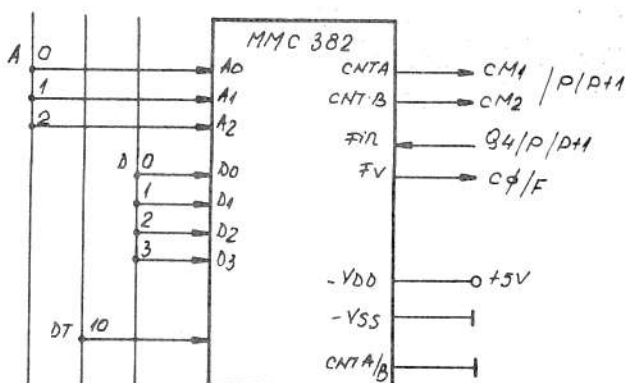 MMC 382
A 0 A0
1 A1
2 A2
D 0 D0
1 D1
2 D2
3 D3
DT 10
CNTA CM1 /P/P+1
CNT·B CM2
FiN Q4/P/P+1
FV CΦ/F
-VDD +5V
-VSS
CNTA/B